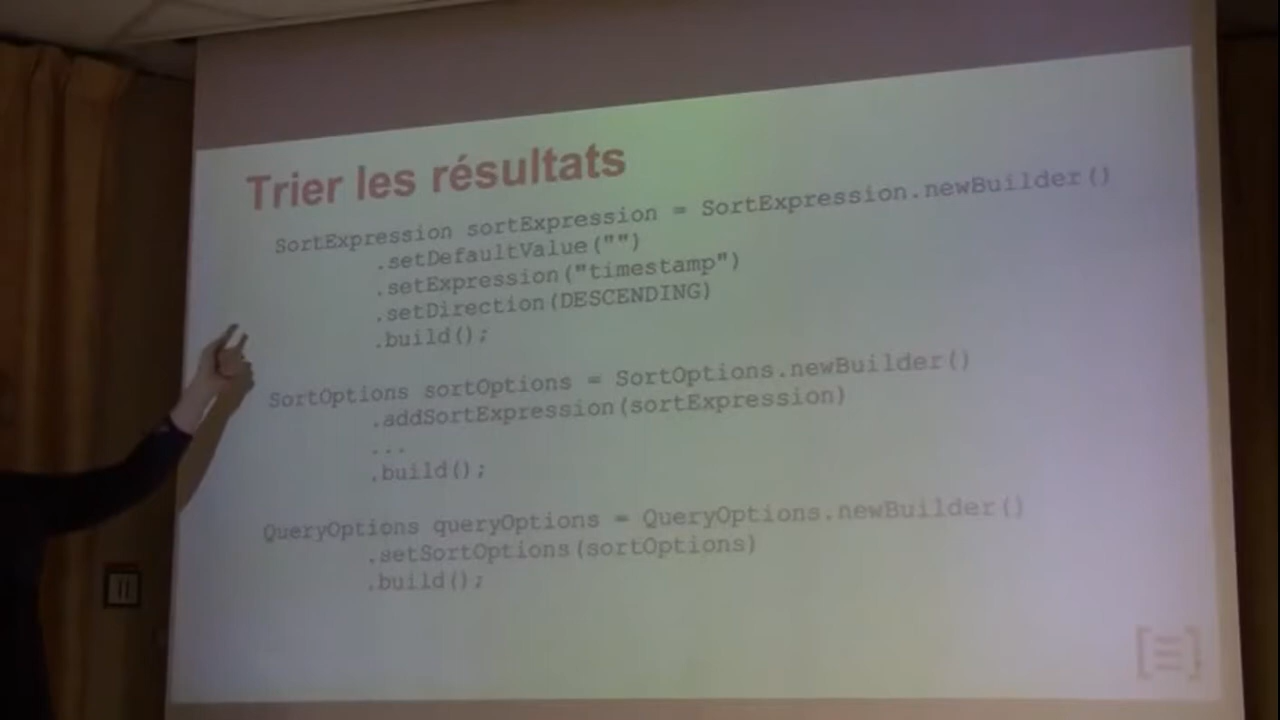 Trier les résultats
SortExpression sortExpression = SortExpression.newBuilder()
.setDefaultValue("")
.setExpression("timestamp")
.setDirection(DESCENDING)
.build();
SortOptions sortOptions = SortOptions.newBuilder()
.addSortExpression(sortExpression)
...
.build();
QueryOptions queryOptions = QueryOptions.newBuilder()
.setSortOptions(sortOptions)
.build();